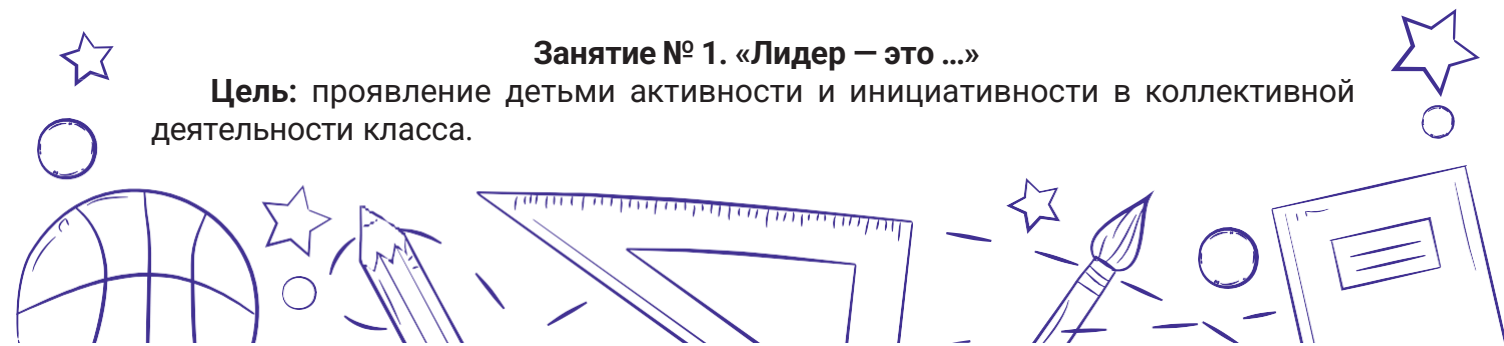 Занятие № 1. «Лидер — это ...»
Цель: проявление детьми активности и инициативности в коллективной
деятельности класса.